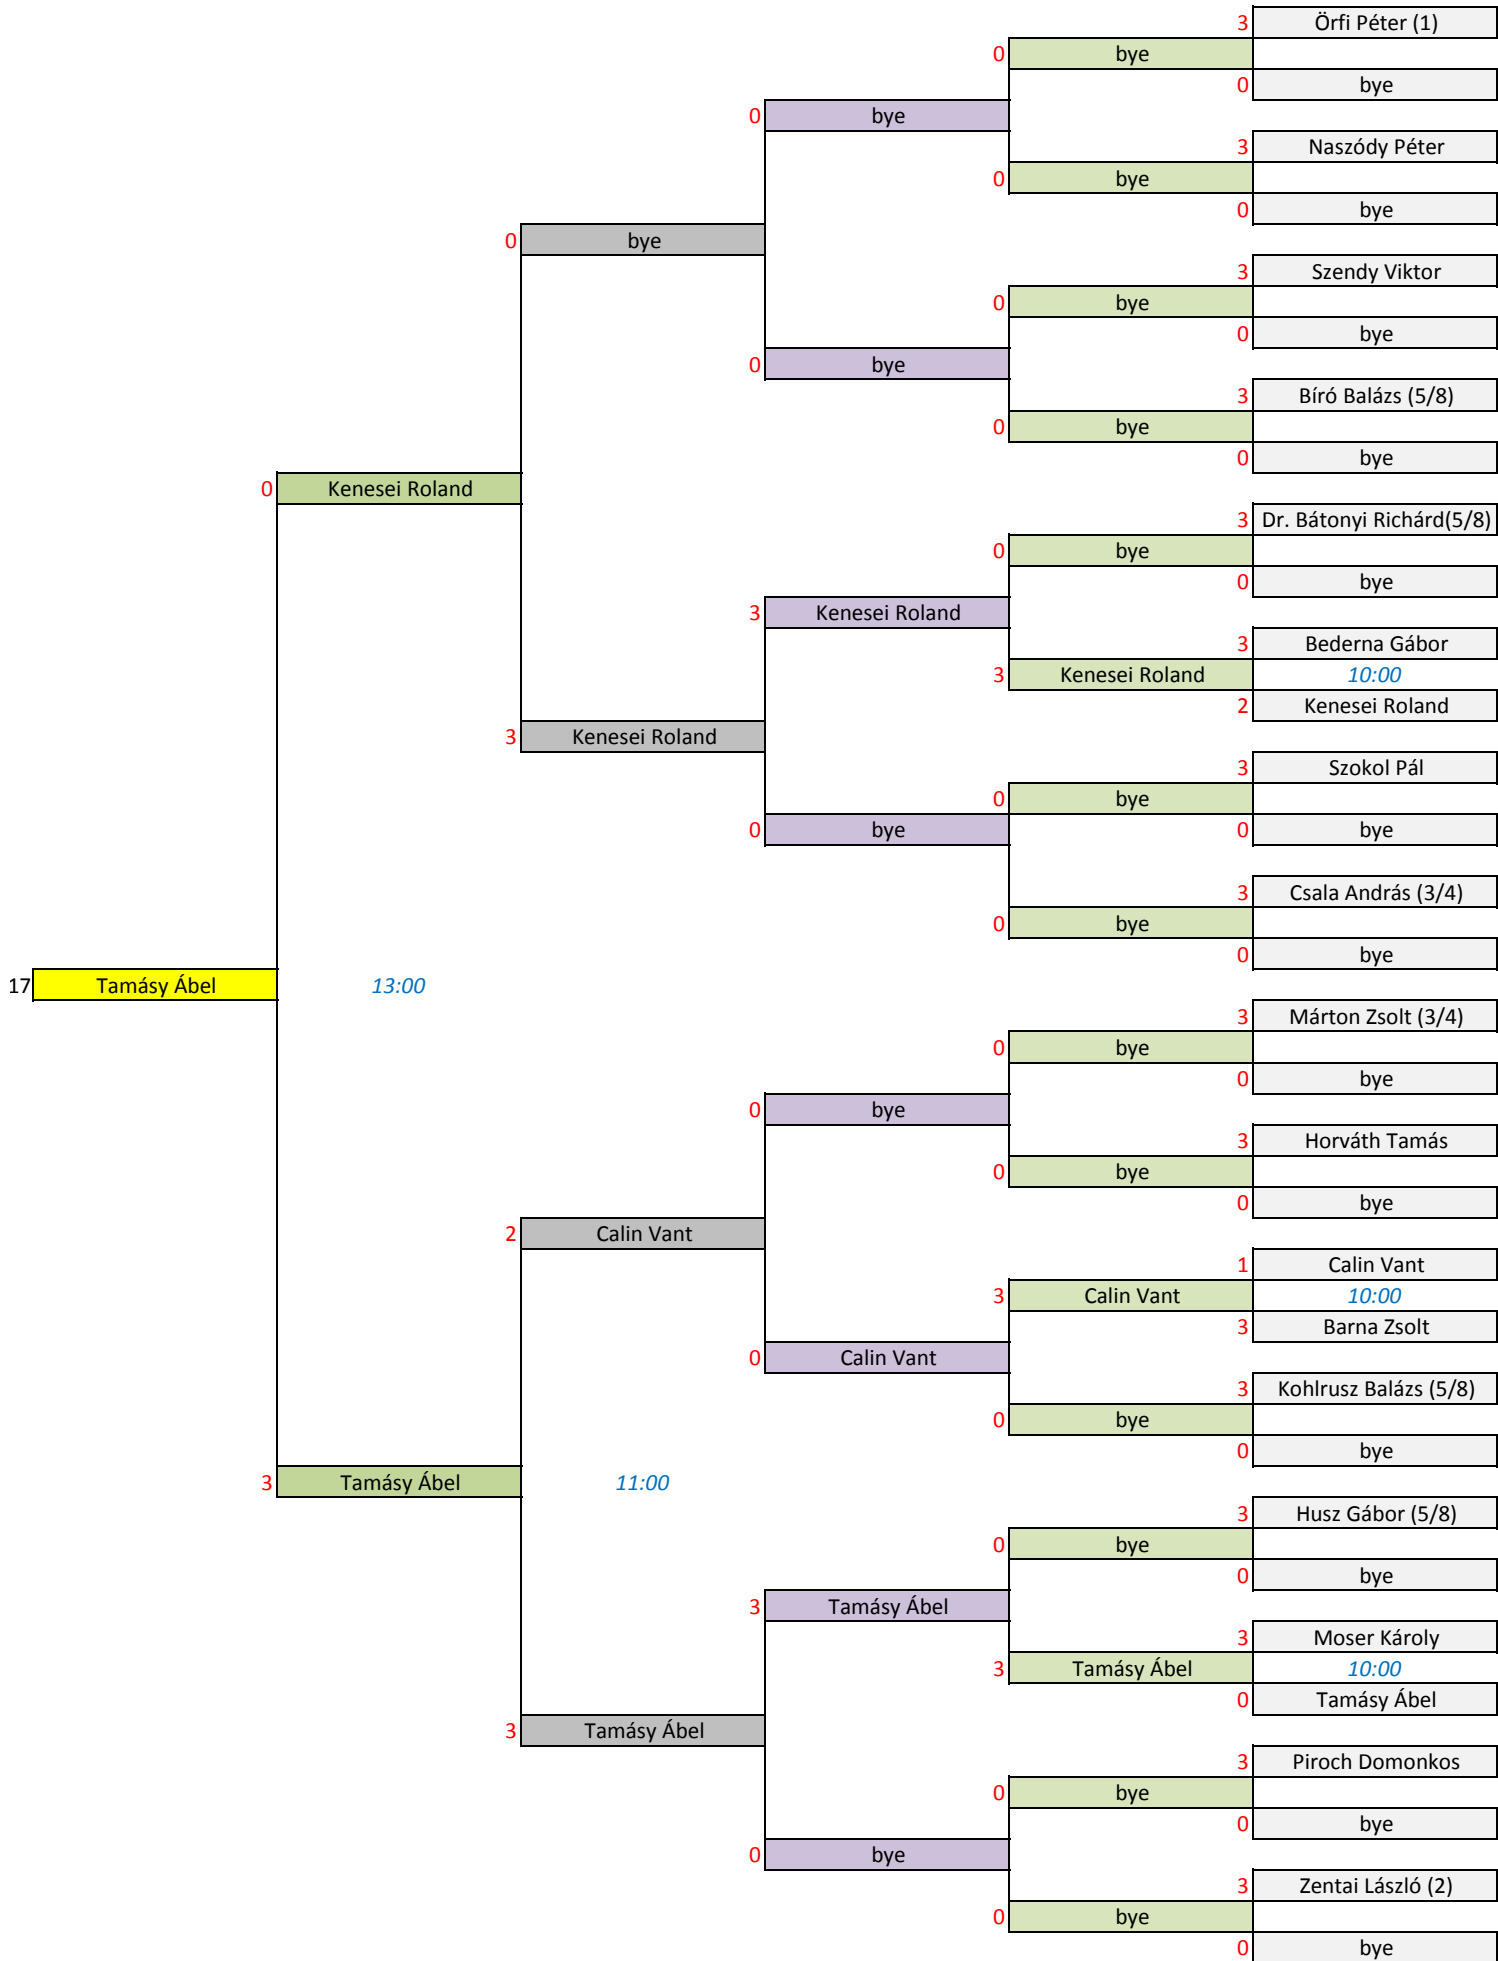 3 Örfi Péter (1)
0 bye
0 bye
0 bye
3 Naszódy Péter
0 bye
0 bye
0 bye
3 Szendy Viktor
0 bye
0 bye
0 bye
3 Bíró Balázs (5/8)
0 bye
0 bye
0 Kenesei Roland
3 Dr. Bátonyi Richárd(5/8)
0 bye
0 bye
3 Kenesei Roland
3 Bederna Gábor
3 Kenesei Roland 10:00
2 Kenesei Roland
3 Kenesei Roland
3 Szokol Pál
0 bye
0 bye 0 bye
3 Csala András (3/4)
0 bye
0 bye
17 Tamásy Ábel 13:00
3 Márton Zsolt (3/4)
0 bye
0 bye
0 bye
3 Horváth Tamás
0 bye
0 bye
2 Calin Vant
1 Calin Vant
3 Calin Vant 10:00
3 Barna Zsolt
0 Calin Vant
3 Kohlrusz Balázs (5/8)
0 bye
0 bye
3 Tamásy Ábel 11:00
3 Husz Gábor (5/8)
0 bye
0 bye
3 Tamásy Ábel
3 Moser Károly
3 Tamásy Ábel 10:00
0 Tamásy Ábel
3 Tamásy Ábel
3 Piroch Domonkos
0 bye
0 bye
0 bye
3 Zentai László (2)
0 bye
0 bye